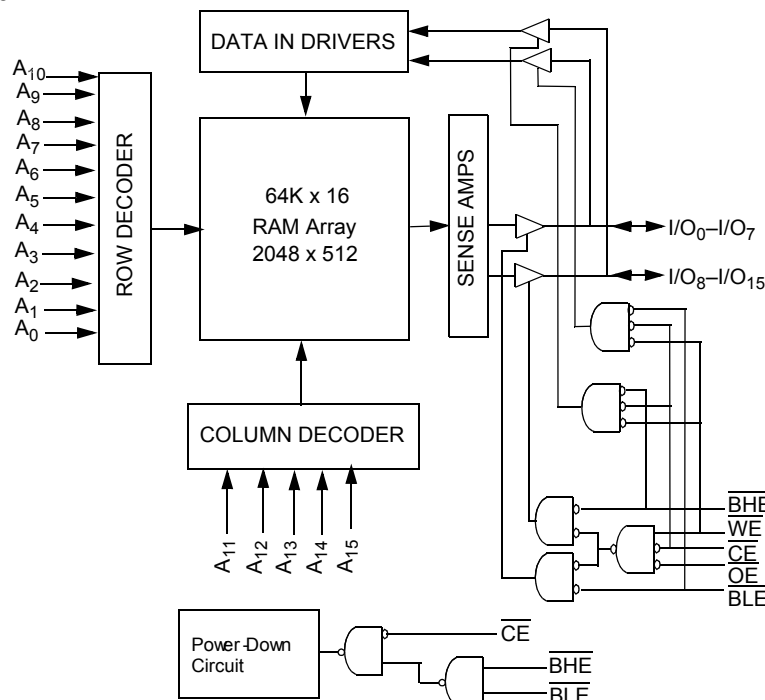 DATA IN DRIVERS
A10
A9
A8
A7
A6
A5
A4
A3
A2
A1
A0
ROW DECODER
64K x 16
RAM Array
2048 x 512
SENSE AMPS
I/O0–I/O7
I/O8–I/O15
COLUMN DECODER
A11
A12
A13
A14
A15
BHE
WE
CE
OE
BLE
Power-Down
Circuit
CE
BHE
BLE